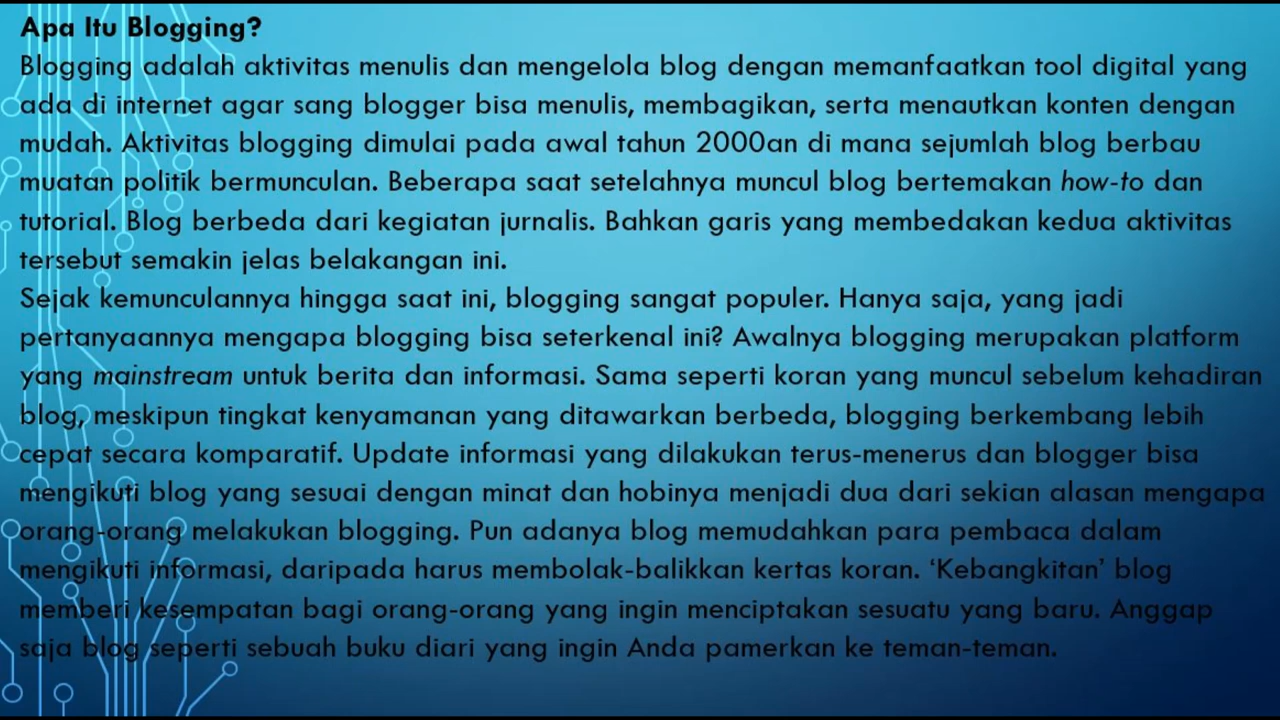 Apa Itu Blogging?
Blogging adalah aktivitas menulis dan mengelola blog dengan memanfaatkan tool digital yang
ada di internet agar sang blogger bisa menulis, membagikan, serta menautkan konten dengan
mudah. Aktivitas blogging dimulai pada awal tahun 2000an di mana sejumlah blog berbau
muatan politik bermunculan. Beberapa saat setelahnya muncul blog bertemakan how-to dan
tutorial. Blog berbeda dari kegiatan jurnalis. Bahkan garis yang membedakan kedua aktivitas
tersebut semakin jelas belakangan ini.
Sejak kemunculannya hingga saat ini, blogging sangat populer. Hanya saja, yang jadi
pertanyaannya mengapa blogging bisa seterkenal ini? Awalnya blogging merupakan platform
yang mainstream untuk berita dan informasi. Sama seperti koran yang muncul sebelum kehadiran
blog, meskipun tingkat kenyamanan yang ditawarkan berbeda, blogging berkembang lebih
cepat secara komparatif. Update informasi yang dilakukan terus-menerus dan blogger bisa
mengikuti blog yang sesuai dengan minat dan hobinya menjadi dua dari sekian alasan mengapa
orang-orang melakukan blogging. Pun adanya blog memudahkan para pembaca dalam
mengikuti informasi, daripada harus membolak-balikkan kertas koran. ‘Kebangkitan’ blog
memberi kesempatan bagi orang-orang yang ingin menciptakan sesuatu yang baru. Anggap
saja blog seperti sebuah buku diari yang ingin Anda pamerkan ke teman-teman.